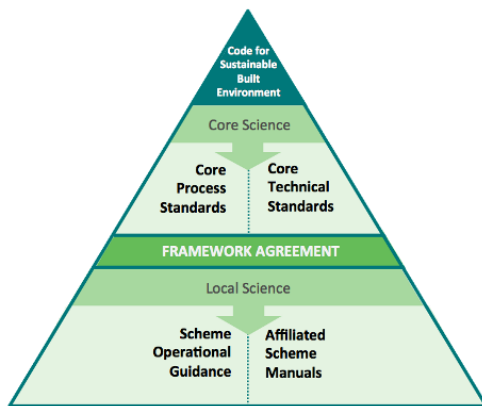 Code for
Sustainable
Built
Environment
Core Science
Core
Process
Standards
Core
Technical
Standards
FRAMEWORK AGREEMENT
Local Science
Scheme
Operational
Guidance
Affiliated
Scheme
Manuals